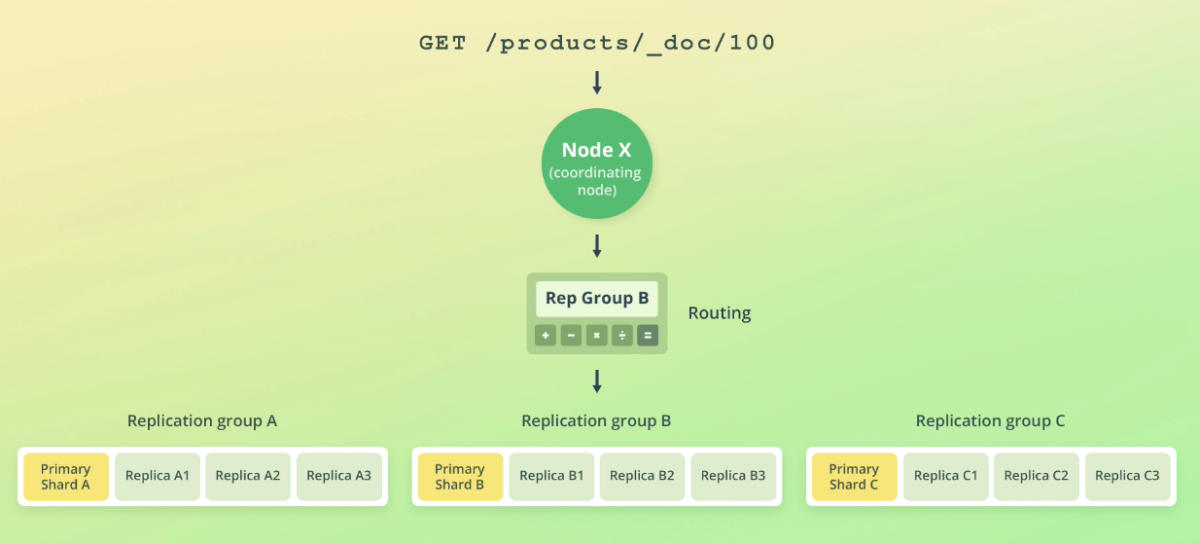 GET /products/_doc/100
Node X
(coordinating
node)
Rep Group B
+ − × ÷ =
Routing
Replication group A
Primary
Shard A
Replica A1
Replica A2
Replica A3
Replication group B
Primary
Shard B
Replica B1
Replica B2
Replica B3
Replication group C
Primary
Shard C
Replica C1
Replica C2
Replica C3